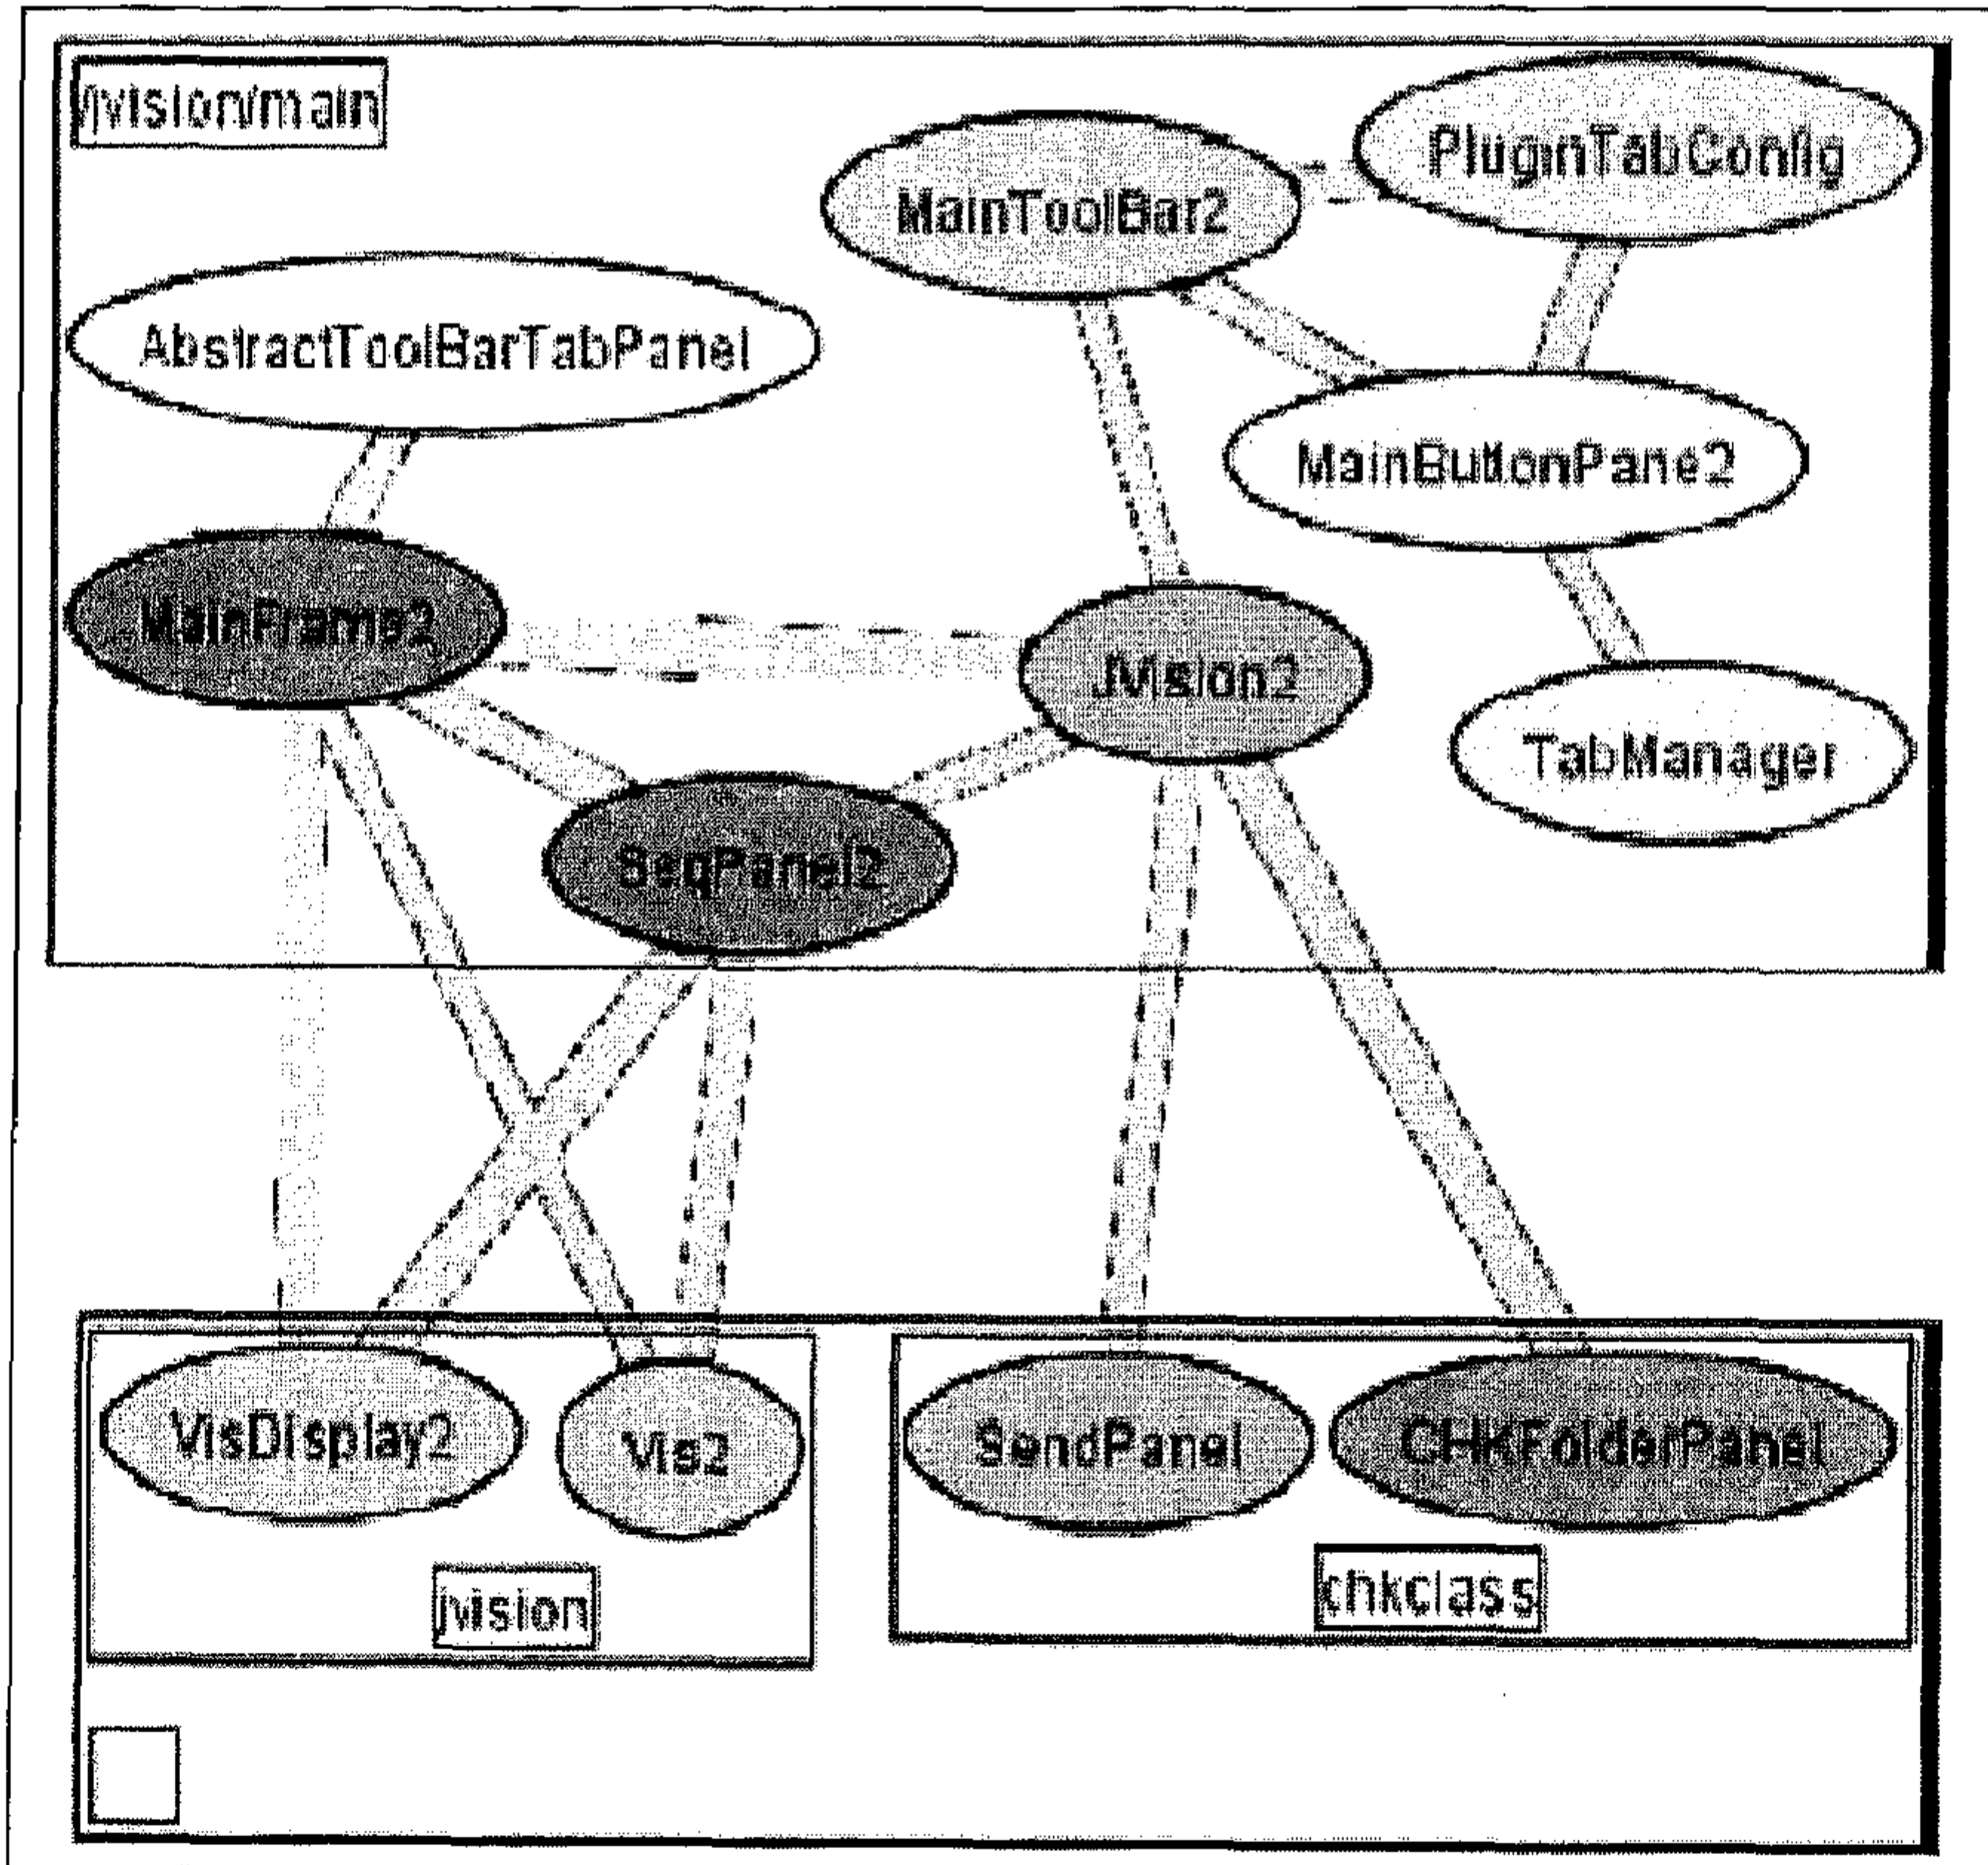 jvision/main
PluginTabConfig
MainToolBar2
AbstractToolBarTabPanel
MainButtonPane2
MainFrame2
JVision2
TabManager
SeqPanel2
VisDisplay2
Vis2
SendPanel
CHKFolderPanel
jvision
chkclass